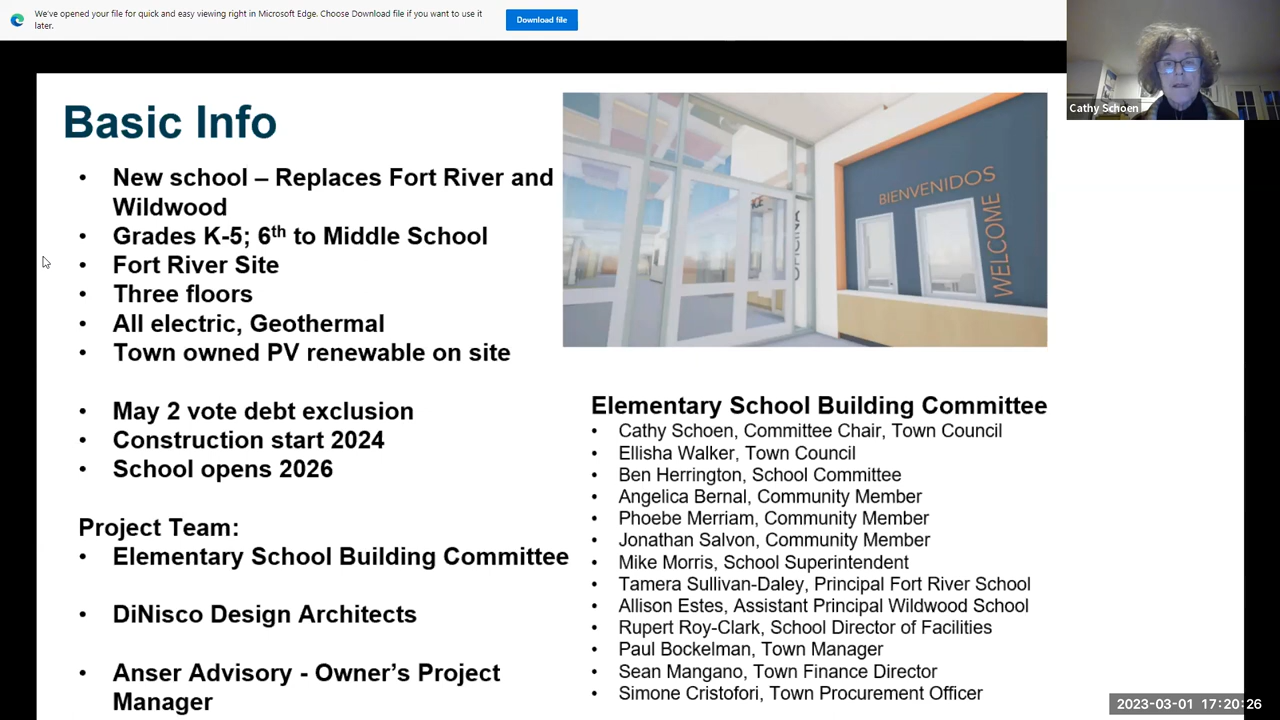 We've opened your file for quick and easy viewing right in Microsoft Edge. Choose Download file if you want to use it
later.
Download file
Cathy Schoen
Basic Info
• New school – Replaces Fort River and
Wildwood
• Grades K-5; 6th to Middle School
• Fort River Site
• Three floors
• All electric, Geothermal
• Town owned PV renewable on site
• May 2 vote debt exclusion
• Construction start 2024
• School opens 2026
Project Team:
• Elementary School Building Committee
• DiNisco Design Architects
• Anser Advisory - Owner's Project
Manager
BIENVENIDOS
WELCOME
OFICINA
Elementary School Building Committee
• Cathy Schoen, Committee Chair, Town Council
• Ellisha Walker, Town Council
• Ben Herrington, School Committee
• Angelica Bernal, Community Member
• Phoebe Merriam, Community Member
• Jonathan Salvon, Community Member
• Mike Morris, School Superintendent
• Tamera Sullivan-Daley, Principal Fort River School
• Allison Estes, Assistant Principal Wildwood School
• Rupert Roy-Clark, School Director of Facilities
• Paul Bockelman, Town Manager
• Sean Mangano, Town Finance Director
• Simone Cristofori, Town Procurement Officer
2023-03-01 17:20:26